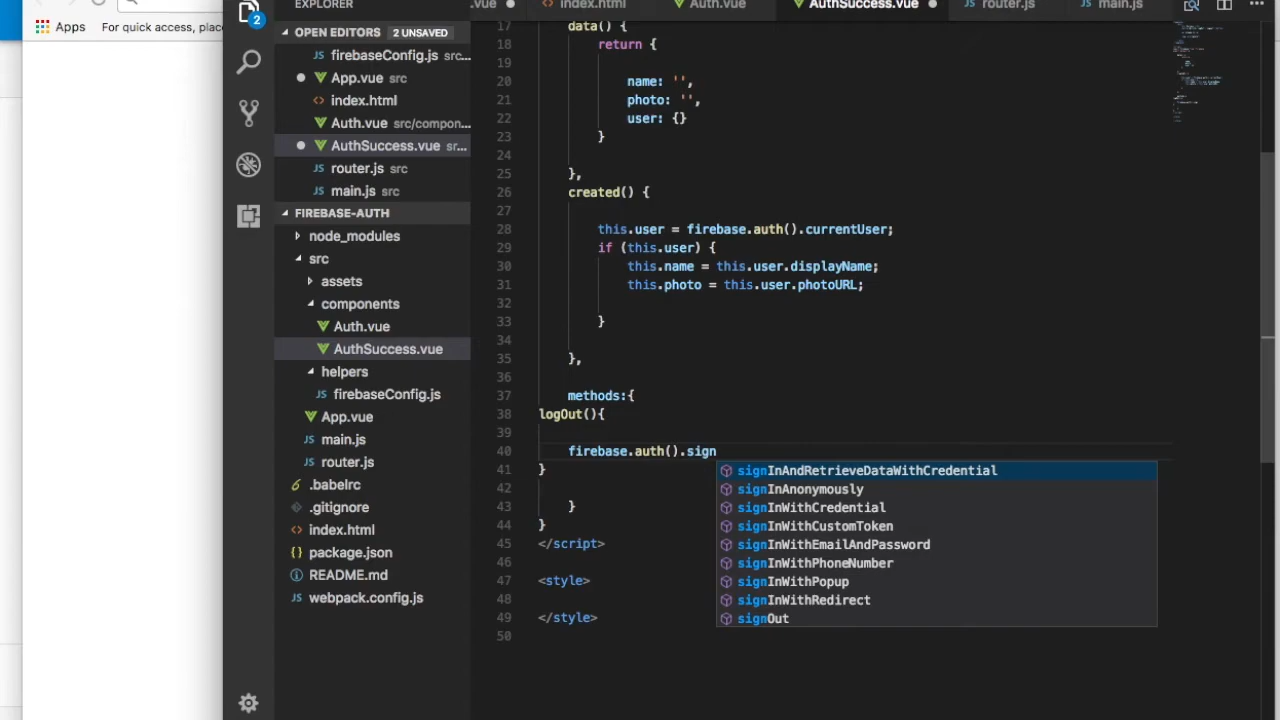 EXPLORER
.vue
index.html
Auth.vue
AuthSuccess.vue
router.js
main.js
Apps
For quick access, plac
2
OPEN EDITORS
2 UNSAVED
firebaseConfig.js sr...
App.vue src
index.html
Auth.vue src/compon...
AuthSuccess.vue sr...
router.js src
main.js src
FIREBASE-AUTH
node_modules
src
assets
components
Auth.vue
AuthSuccess.vue
helpers
firebaseConfig.js
App.vue
main.js
router.js
.babelrc
.gitignore
index.html
package.json
README.md
webpack.config.js
17 data() {
18 return {
19
20 name: '',
21 photo: '',
22 user: {}
23 }
24
25 },
26 created() {
27
28 this.user = firebase.auth().currentUser;
29 if (this.user) {
30 this.name = this.user.displayName;
31 this.photo = this.user.photoURL;
32
33 }
34
35 },
36
37 methods:{
38 logOut(){
39
40 firebase.auth().sign
41 }
42
43 }
44 }
45 </script>
46
47 <style>
48
49 </style>
50
signInAndRetrieveDataWithCredential
signInAnonymously
signInWithCredential
signInWithCustomToken
signInWithEmailAndPassword
signInWithPhoneNumber
signInWithPopup
signInWithRedirect
signOut